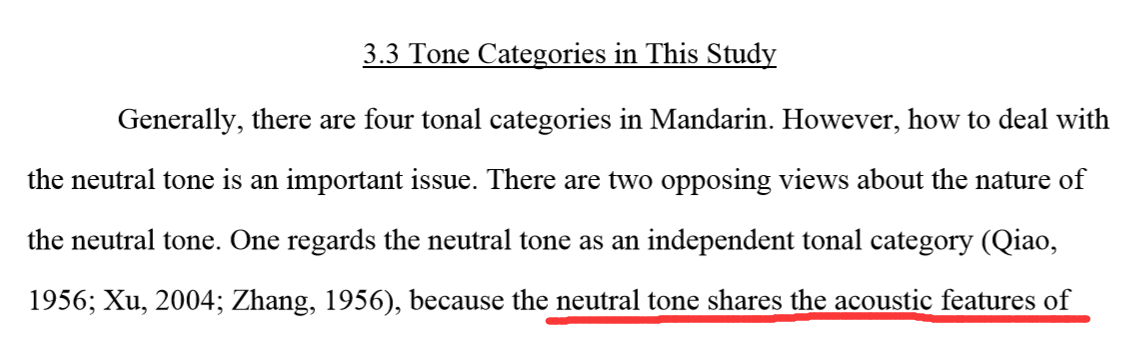 3.3 Tone Categories in This Study
Generally, there are four tonal categories in Mandarin. However, how to deal with
the neutral tone is an important issue. There are two opposing views about the nature of
the neutral tone. One regards the neutral tone as an independent tonal category (Qiao,
1956; Xu, 2004; Zhang, 1956), because the neutral tone shares the acoustic features of